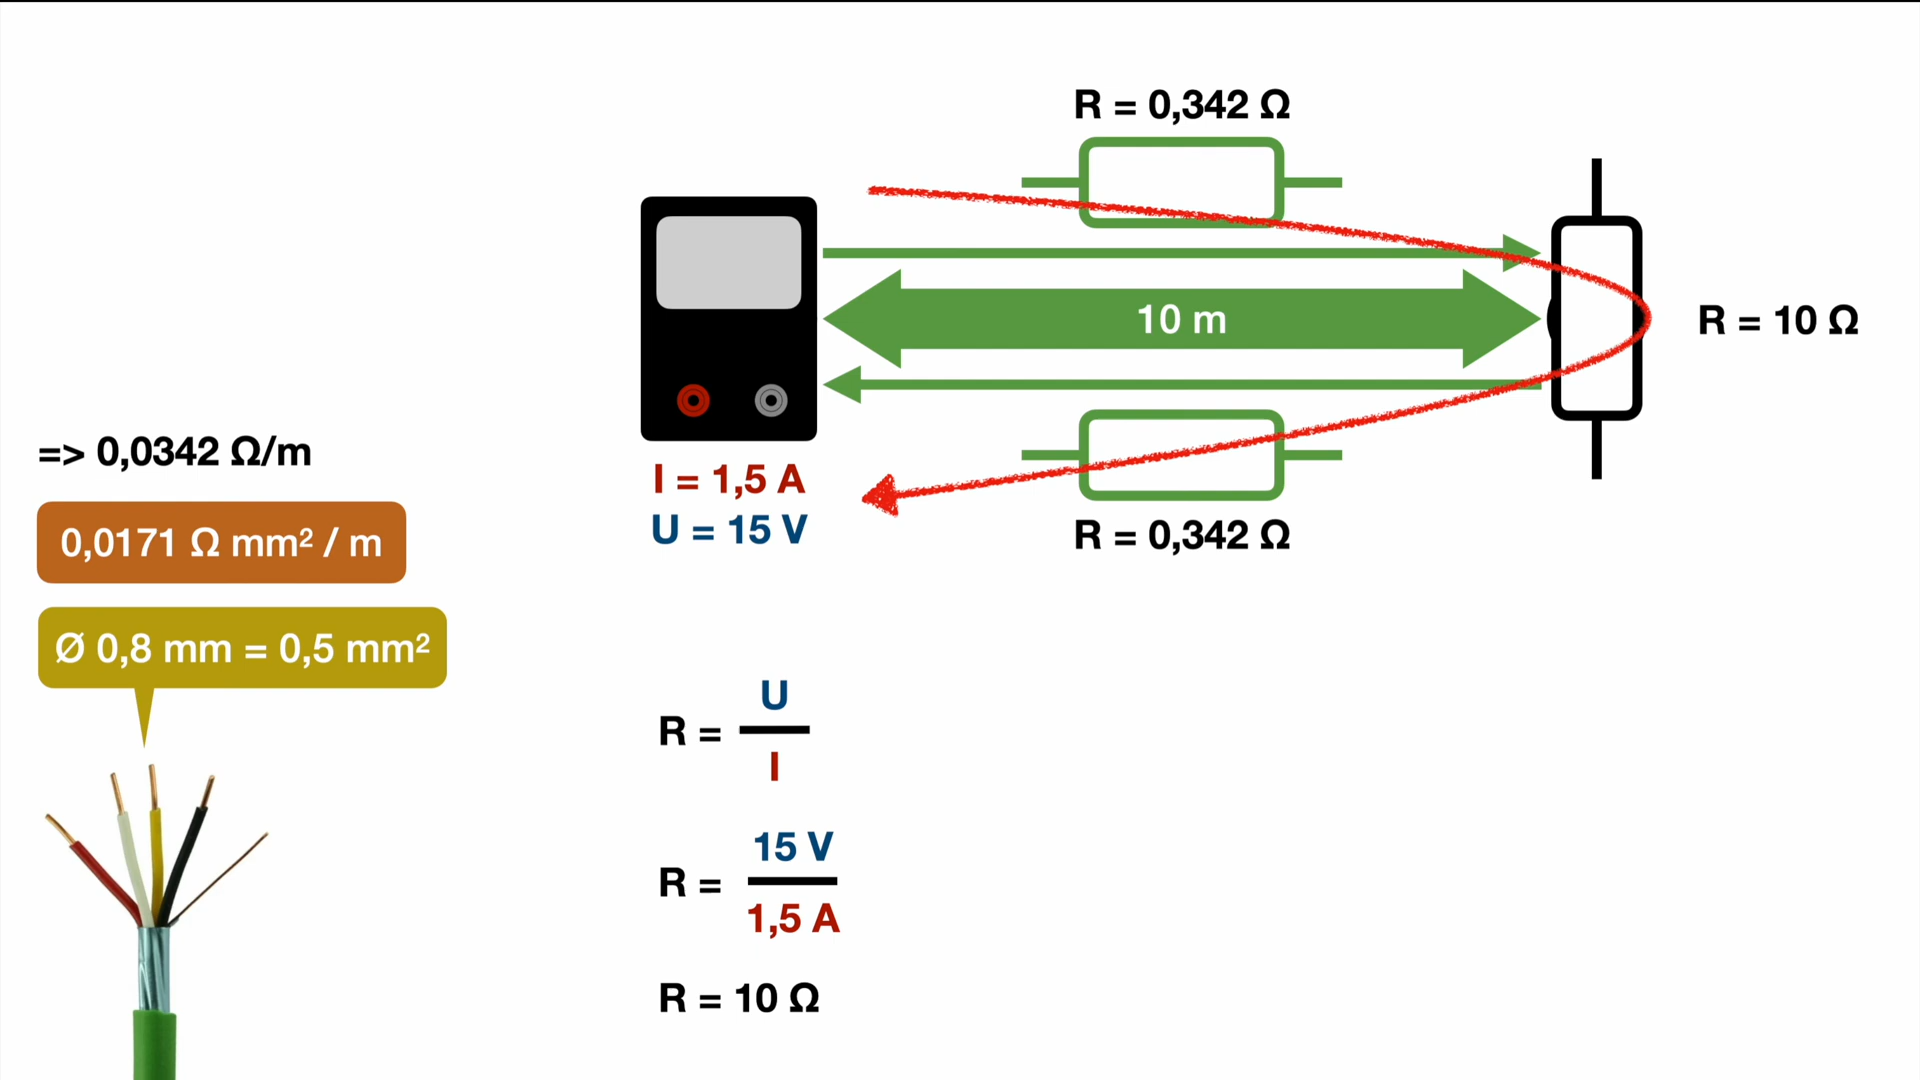 R = 0,342 Ω
10 m
R = 10 Ω
I = 1,5 A
U = 15 V
R = 0,342 Ω
=> 0,0342 Ω/m
0,0171 Ω mm² / m
Ø 0,8 mm = 0,5 mm²
R = U / I
R = 15 V / 1,5 A
R = 10 Ω